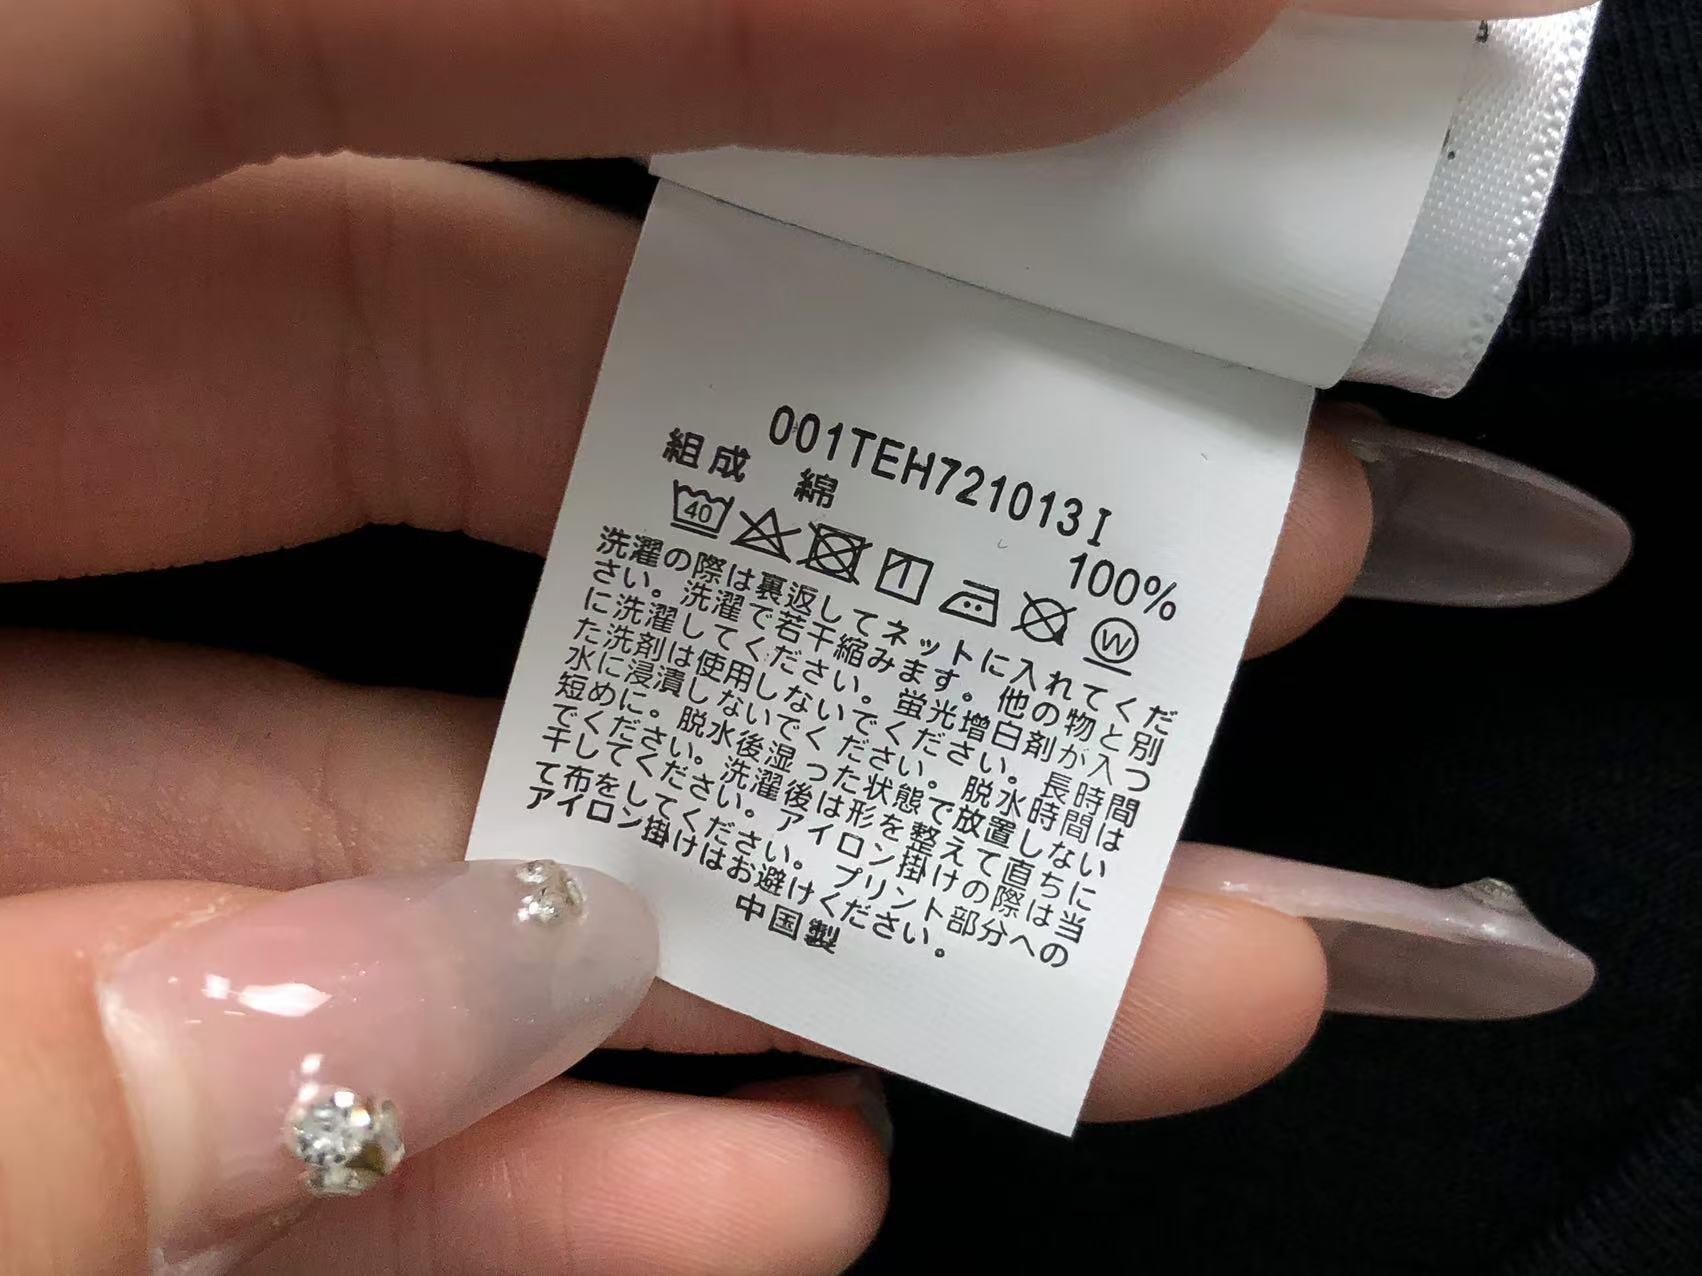 001TEH721013I
組成 綿 100%
40
W
洗濯の際は裏返してネットに入れてくだ
さい。洗濯で若干縮みます。他の物と別
に洗濯してください。蛍光増白剤が入っ
た洗剤は使用しないでください。長時間
水に浸漬しないでください。脱水時間は
短めに。脱水後湿った状態で放置しない
でください。洗濯後は形を整えて直ちに
干してください。アイロン掛けの際は当
て布をしてください。プリント部分への
アイロン掛けはお避けください。
中国製